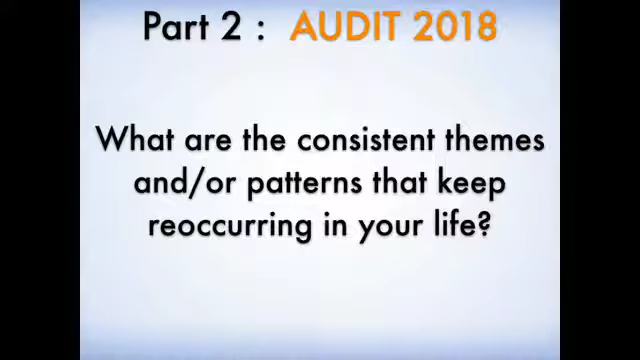 Part 2 : AUDIT 2018
What are the consistent themes
and/or patterns that keep
reoccurring in your life?